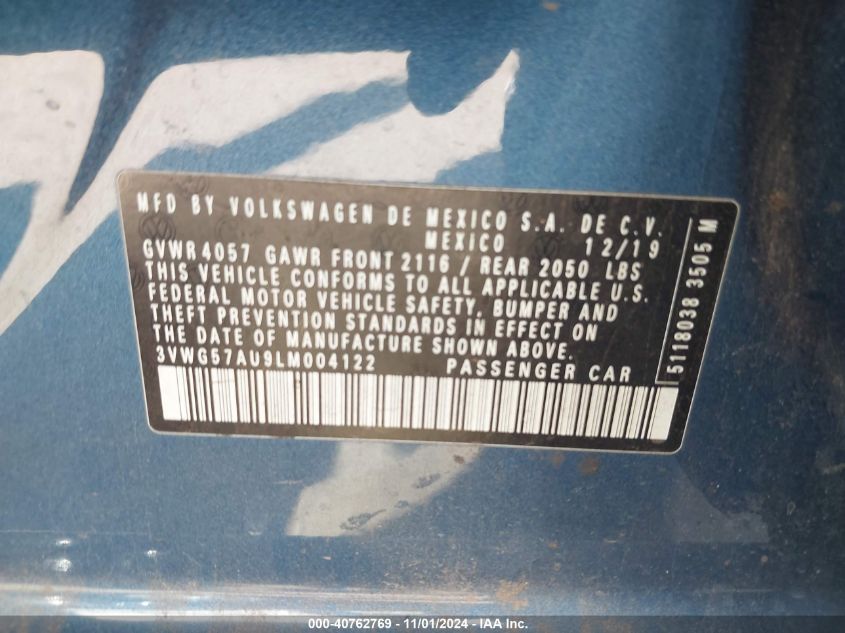 MFD BY VOLKSWAGEN DE MEXICO S.A. DE C.V.
MEXICO 12/19
GVWR 4057 GAWR FRONT 2116 / REAR 2050 LBS
THIS VEHICLE CONFORMS TO ALL APPLICABLE U.S.
FEDERAL MOTOR VEHICLE SAFETY, BUMPER AND
THEFT PREVENTION STANDARDS IN EFFECT ON
THE DATE OF MANUFACTURE SHOWN ABOVE.
3VWG57AU9LM004122 PASSENGER CAR
5118038 3505 M
000-40762769 - 11/01/2024 - IAA Inc.